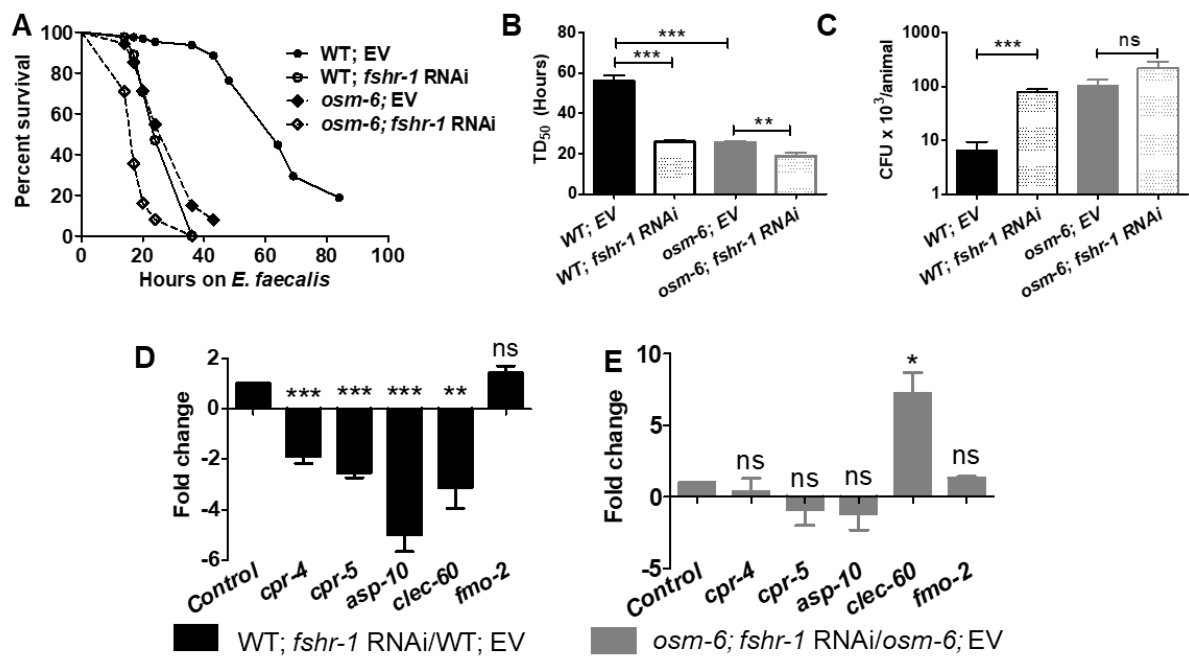 A
Percent survival
100
80
60
40
20
0
0 20 40 60 80 100
Hours on E. faecalis
WT; EV
WT; fshr-1 RNAi
osm-6; EV
osm-6; fshr-1 RNAi
B
TD50 (Hours)
80
60
40
20
0
***
***
**
WT; EV
WT; fshr-1 RNAi
osm-6; EV
osm-6; fshr-1 RNAi
C
CFU x 10³/animal
1000
100
10
1
***
ns
WT; EV
WT; fshr-1 RNAi
osm-6; EV
osm-6; fshr-1 RNAi
D
Fold change
2
0
-2
-4
-6
*** *** *** ** ns
Control cpr-4 cpr-5 asp-10 clec-60 fmo-2
WT; fshr-1 RNAi/WT; EV
E
Fold change
10
5
0
-5
ns ns ns * ns
Control cpr-4 cpr-5 asp-10 clec-60 fmo-2
osm-6; fshr-1 RNAi/osm-6; EV